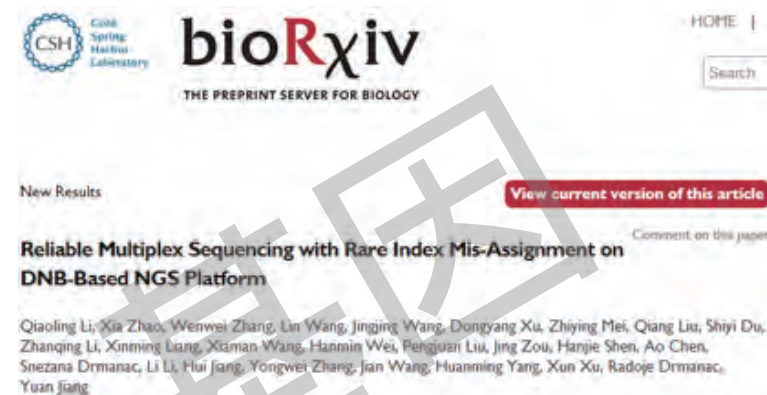 CSH
Cold
Spring
Harbor
Laboratory
bioRχiv
THE PREPRINT SERVER FOR BIOLOGY
HOME |
Search
New Results
View current version of this article
Comment on this paper
Reliable Multiplex Sequencing with Rare Index Mis-Assignment on
DNB-Based NGS Platform
Qiaoling Li, Xia Zhao, Wenwei Zhang, Lin Wang, Jingjing Wang, Dongyang Xu, Zhiying Mei, Qiang Liu, Shiyi Du,
Zhanqing Li, Xinming Liang, Xiaman Wang, Hanmin Wei, Pengjuan Liu, Jing Zou, Hanjie Shen, Ao Chen,
Snezana Drmanac, Li Li, Hui Jiang, Yongwei Zhang, Jian Wang, Huanming Yang, Xun Xu, Radoje Drmanac,
Yuan Jiang
基因